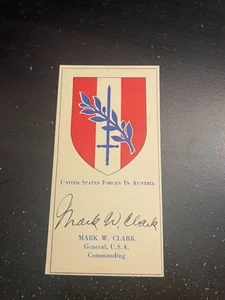 United States Forces In Austria
Mark W. Clark
MARK W. CLARK
General, U.S.A.
Commanding